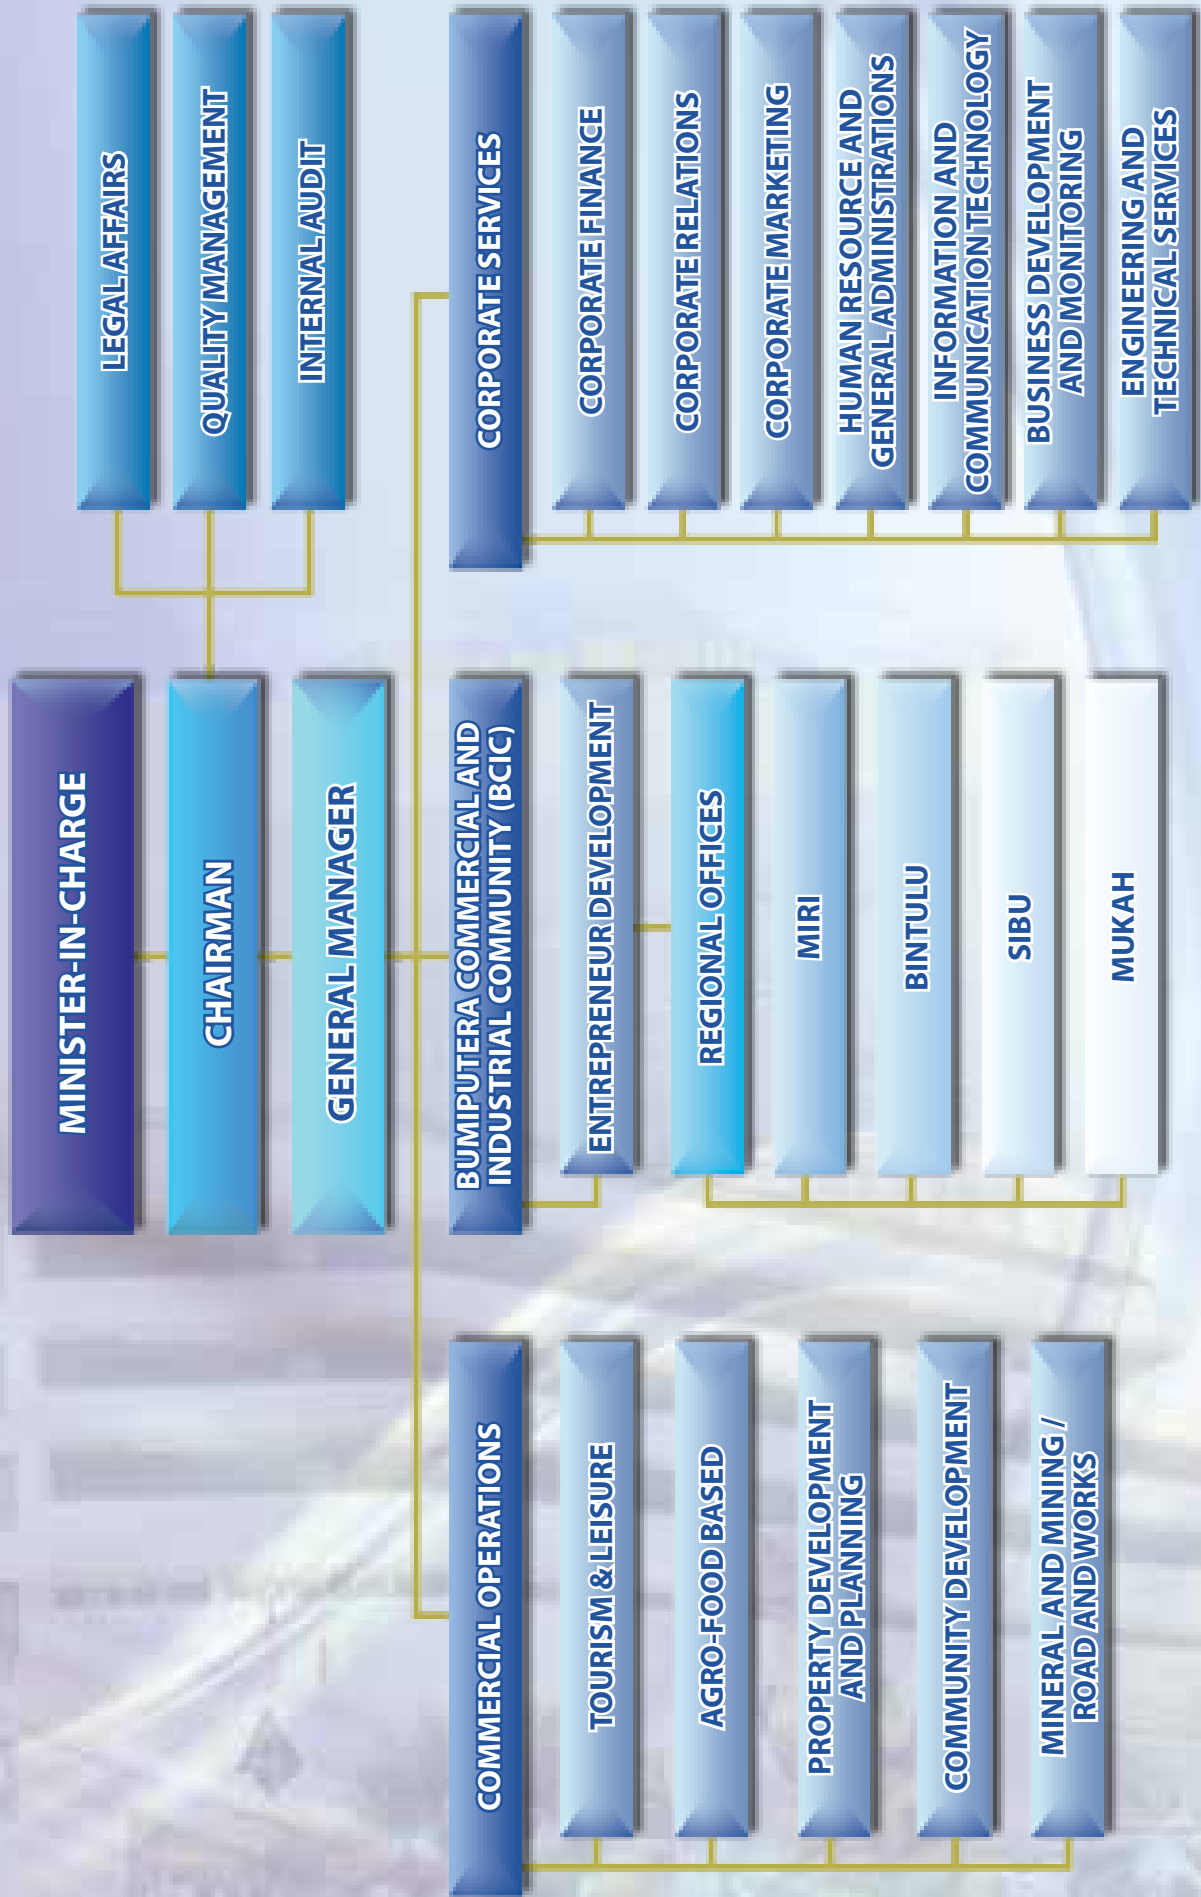 MINISTER-IN-CHARGE
CHAIRMAN
GENERAL MANAGER
LEGAL AFFAIRS
QUALITY MANAGEMENT
INTERNAL AUDIT
COMMERCIAL OPERATIONS
TOURISM & LEISURE
AGRO-FOOD BASED
PROPERTY DEVELOPMENT
AND PLANNING
COMMUNITY DEVELOPMENT
MINERAL AND MINING /
ROAD AND WORKS
BUMIPUTERA COMMERCIAL AND
INDUSTRIAL COMMUNITY (BCIC)
ENTREPRENEUR DEVELOPMENT
REGIONAL OFFICES
MIRI
BINTULU
SIBU
MUKAH
CORPORATE SERVICES
CORPORATE FINANCE
CORPORATE RELATIONS
CORPORATE MARKETING
HUMAN RESOURCE AND
GENERAL ADMINISTRATIONS
INFORMATION AND
COMMUNICATION TECHNOLOGY
BUSINESS DEVELOPMENT
AND MONITORING
ENGINEERING AND
TECHNICAL SERVICES